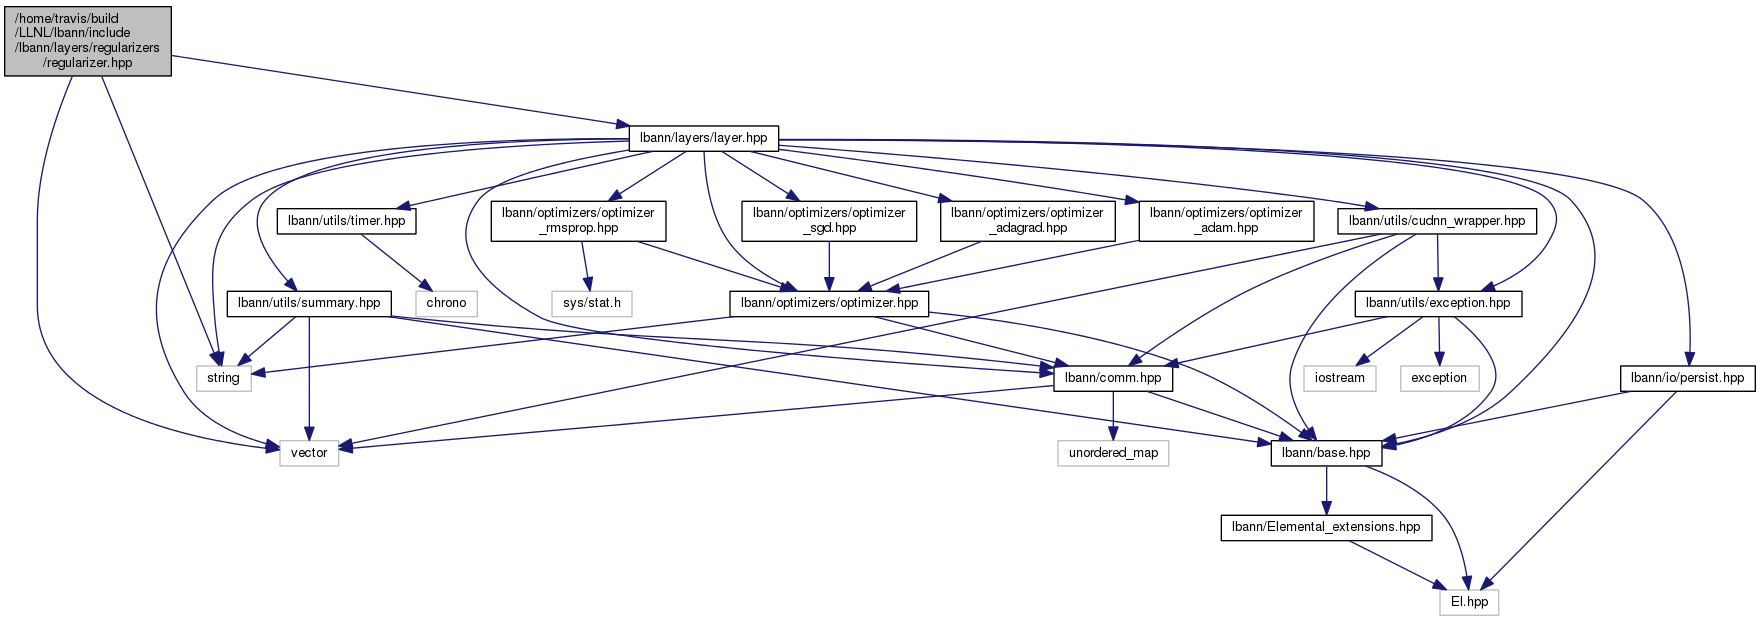 /home/travis/build
/LLNL/lbann/include
/lbann/layers/regularizers
/regularizer.hpp
lbann/layers/layer.hpp
lbann/utils/timer.hpp
lbann/optimizers/optimizer
_rmsprop.hpp
lbann/optimizers/optimizer
_sgd.hpp
lbann/optimizers/optimizer
_adagrad.hpp
lbann/optimizers/optimizer
_adam.hpp
lbann/utils/cudnn_wrapper.hpp
lbann/utils/summary.hpp
chrono
sys/stat.h
lbann/optimizers/optimizer.hpp
lbann/utils/exception.hpp
string
lbann/comm.hpp
iostream
exception
lbann/io/persist.hpp
vector
unordered_map
lbann/base.hpp
lbann/Elemental_extensions.hpp
El.hpp